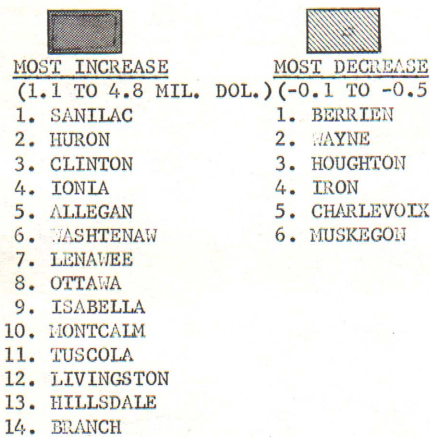 MOST INCREASE
(1.1 TO 4.8 MIL. DOL.)
1. SANILAC
2. HURON
3. CLINTON
4. IONIA
5. ALLEGAN
6. WASHTENAW
7. LENAWEE
8. OTTAWA
9. ISABELLA
10. MONTCALM
11. TUSCOLA
12. LIVINGSTON
13. HILLSDALE
14. BRANCH
MOST DECREASE
(-0.1 TO -0.5
1. BERRIEN
2. WAYNE
3. HOUGHTON
4. IRON
5. CHARLEVOIX
6. MUSKEGON